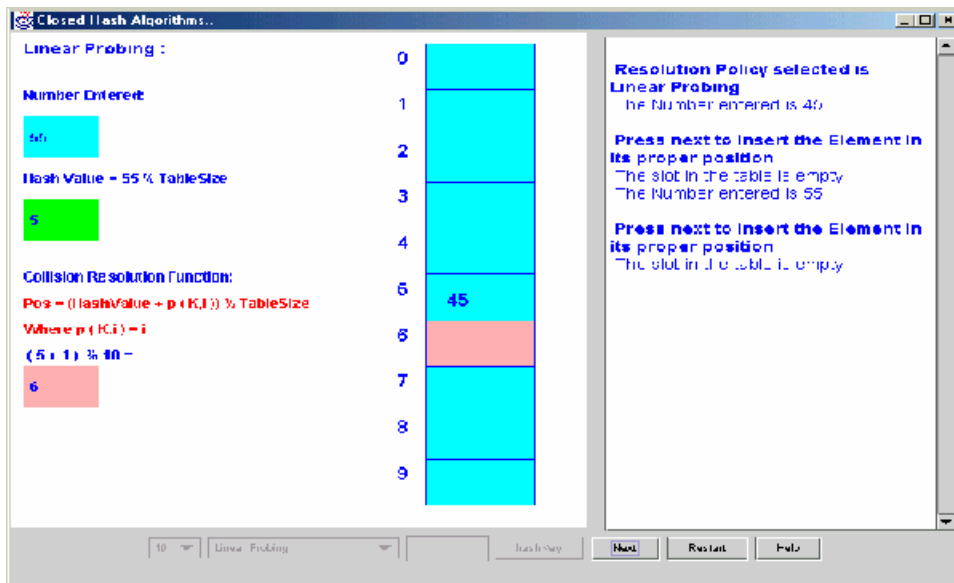 Closed Hash Algorithms..
Linear Probing :
Number Entered:
55
Hash Value = 55 % TableSize
5
Collision Resolution Function:
Pos = (HashValue + p ( K,i )) % TableSize
Where p ( K,i ) = i
( 5 + 1 ) % 10 =
6
0
1
2
3
4
5
45
6
7
8
9
Resolution Policy selected is
Linear Probing
The Number entered is 45
Press next to Insert the Element in
its proper position
The slot in the table is empty
The Number entered is 55
Press next to Insert the Element in
its proper position
The slot in the table is empty
10
Linear Probing
hashKey
Next
Restart
Help